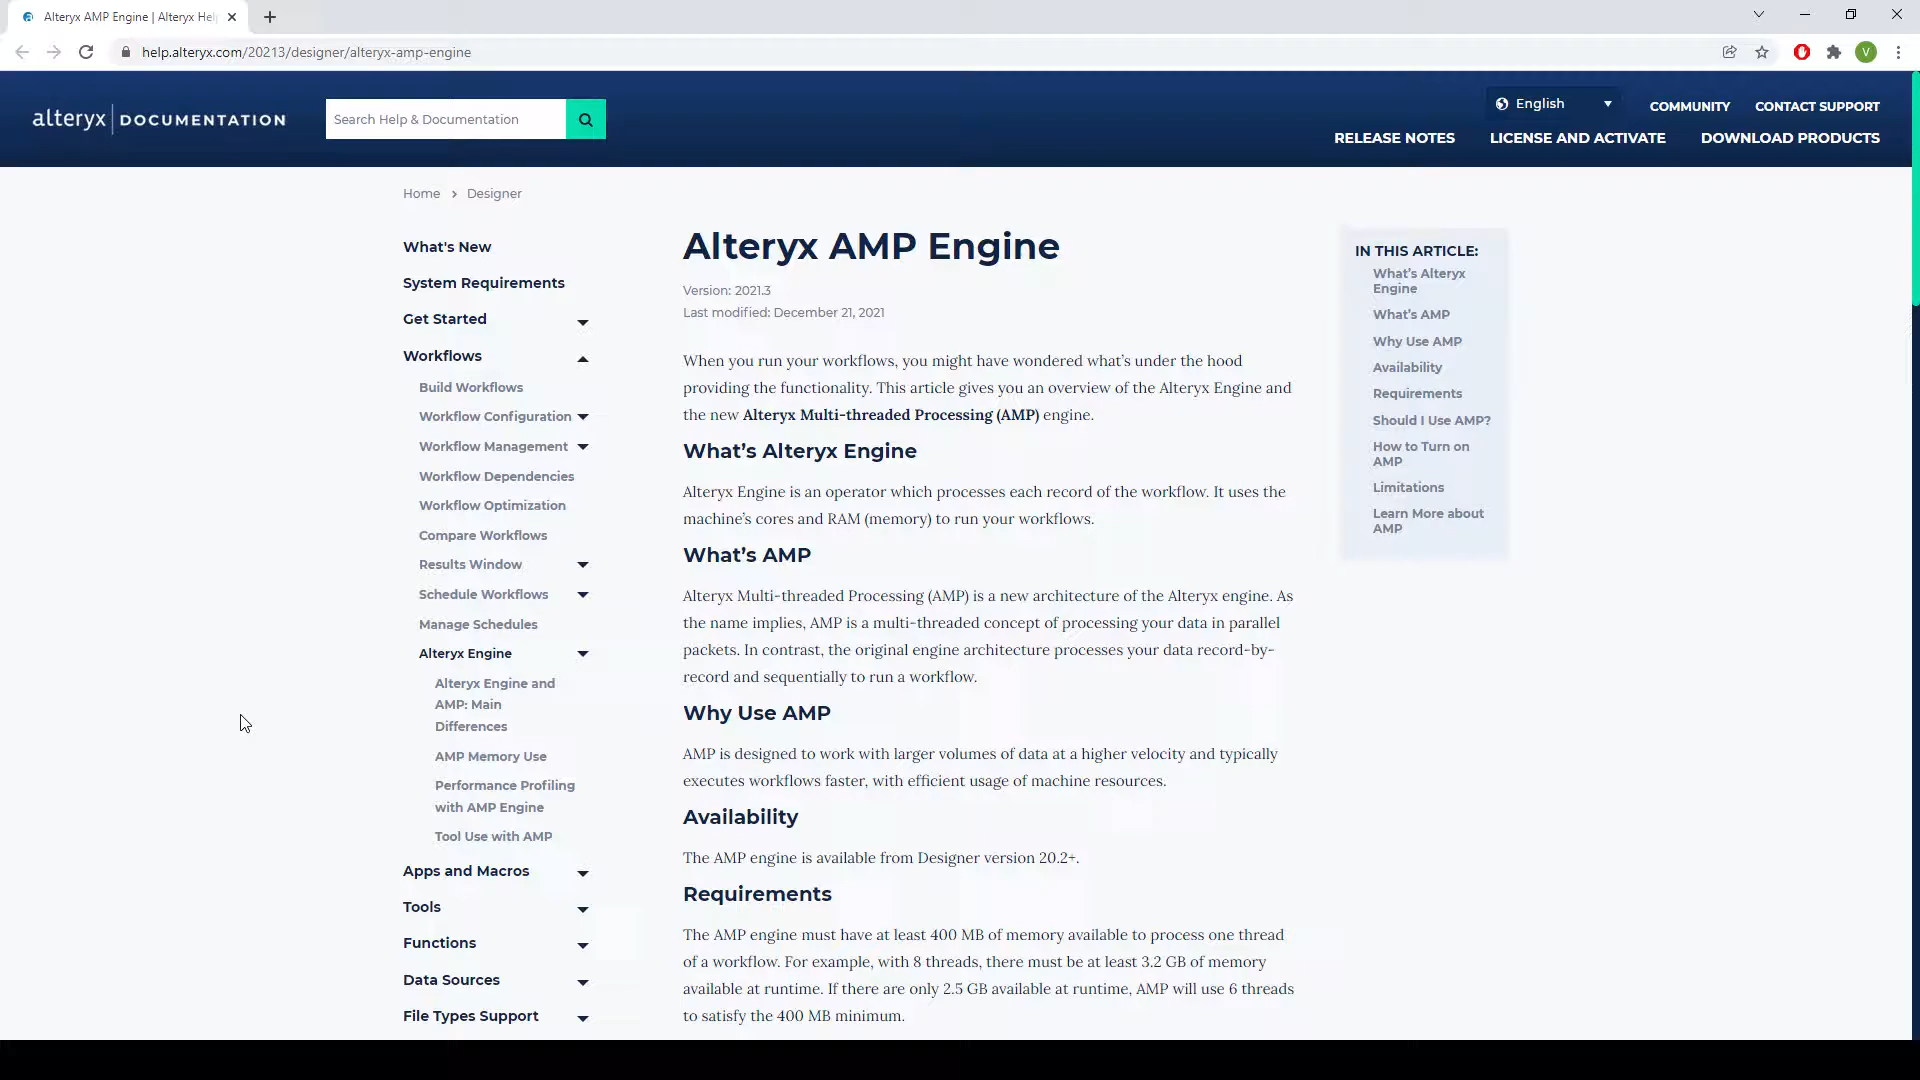 Alteryx AMP Engine | Alteryx Hel
help.alteryx.com/20213/designer/alteryx-amp-engine
V
alteryx | DOCUMENTATION
Search Help & Documentation
English
COMMUNITY
CONTACT SUPPORT
RELEASE NOTES
LICENSE AND ACTIVATE
DOWNLOAD PRODUCTS
Home > Designer
What's New
System Requirements
Get Started
Workflows
Build Workflows
Workflow Configuration
Workflow Management
Workflow Dependencies
Workflow Optimization
Compare Workflows
Results Window
Schedule Workflows
Manage Schedules
Alteryx Engine
Alteryx Engine and
AMP: Main
Differences
AMP Memory Use
Performance Profiling
with AMP Engine
Tool Use with AMP
Apps and Macros
Tools
Functions
Data Sources
File Types Support
Alteryx AMP Engine
Version: 2021.3
Last modified: December 21, 2021
When you run your workflows, you might have wondered what’s under the hood
providing the functionality. This article gives you an overview of the Alteryx Engine and
the new Alteryx Multi-threaded Processing (AMP) engine.
What’s Alteryx Engine
Alteryx Engine is an operator which processes each record of the workflow. It uses the
machine’s cores and RAM (memory) to run your workflows.
What’s AMP
Alteryx Multi-threaded Processing (AMP) is a new architecture of the Alteryx engine. As
the name implies, AMP is a multi-threaded concept of processing your data in parallel
packets. In contrast, the original engine architecture processes your data record-by-
record and sequentially to run a workflow.
Why Use AMP
AMP is designed to work with larger volumes of data at a higher velocity and typically
executes workflows faster, with efficient usage of machine resources.
Availability
The AMP engine is available from Designer version 20.2+.
Requirements
The AMP engine must have at least 400 MB of memory available to process one thread
of a workflow. For example, with 8 threads, there must be at least 3.2 GB of memory
available at runtime. If there are only 2.5 GB available at runtime, AMP will use 6 threads
to satisfy the 400 MB minimum.
IN THIS ARTICLE:
What’s Alteryx
Engine
What’s AMP
Why Use AMP
Availability
Requirements
Should I Use AMP?
How to Turn on
AMP
Limitations
Learn More about
AMP